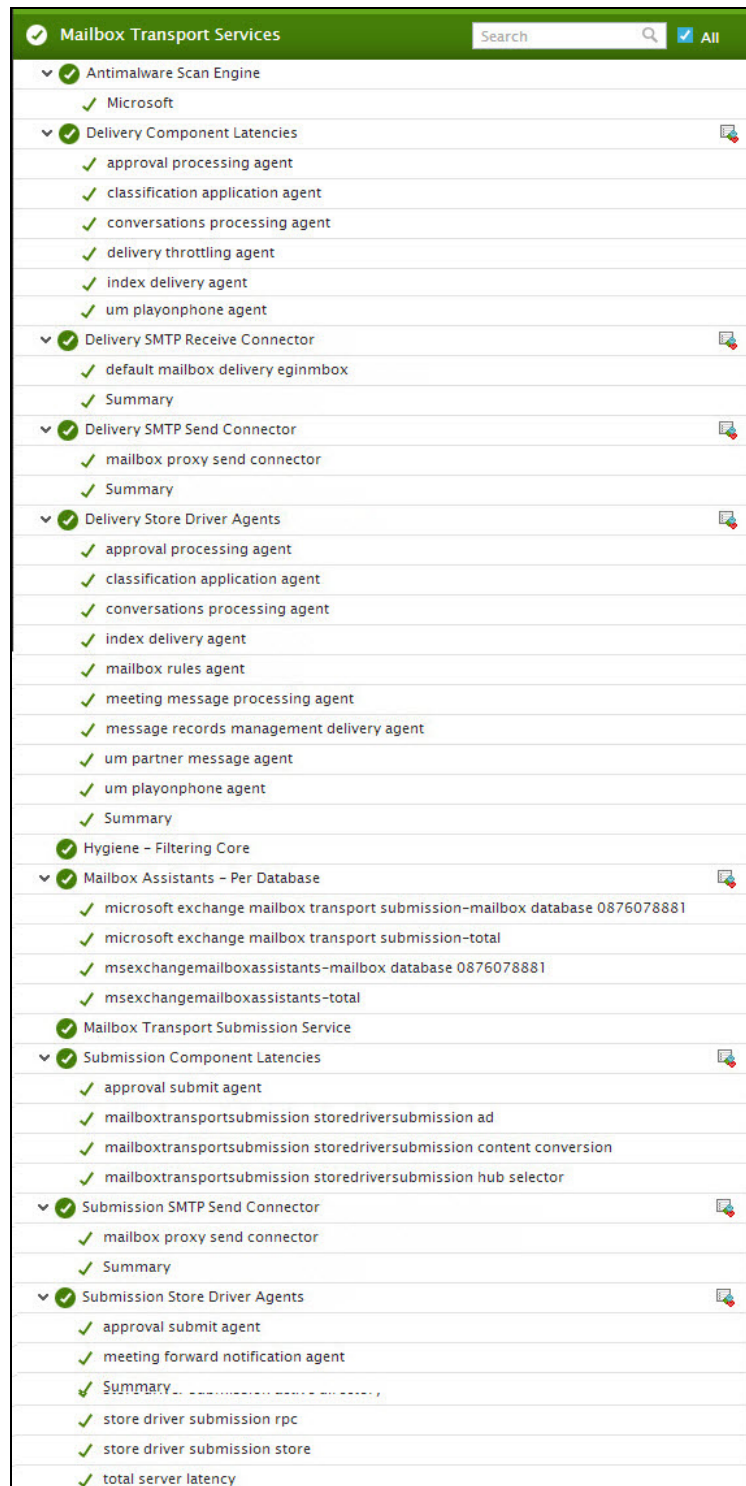 Mailbox Transport Services
Search
All
Antimalware Scan Engine
Microsoft
Delivery Component Latencies
approval processing agent
classification application agent
conversations processing agent
delivery throttling agent
index delivery agent
um playonphone agent
Delivery SMTP Receive Connector
default mailbox delivery eginmbox
Summary
Delivery SMTP Send Connector
mailbox proxy send connector
Summary
Delivery Store Driver Agents
approval processing agent
classification application agent
conversations processing agent
index delivery agent
mailbox rules agent
meeting message processing agent
message records management delivery agent
um partner message agent
um playonphone agent
Summary
Hygiene - Filtering Core
Mailbox Assistants - Per Database
microsoft exchange mailbox transport submission-mailbox database 0876078881
microsoft exchange mailbox transport submission-total
msexchangemailboxassistants-mailbox database 0876078881
msexchangemailboxassistants-total
Mailbox Transport Submission Service
Submission Component Latencies
approval submit agent
mailboxtransportsubmission storedriversubmission ad
mailboxtransportsubmission storedriversubmission content conversion
mailboxtransportsubmission storedriversubmission hub selector
Submission SMTP Send Connector
mailbox proxy send connector
Summary
Submission Store Driver Agents
approval submit agent
meeting forward notification agent
Summary
store driver submission rpc
store driver submission store
total server latency